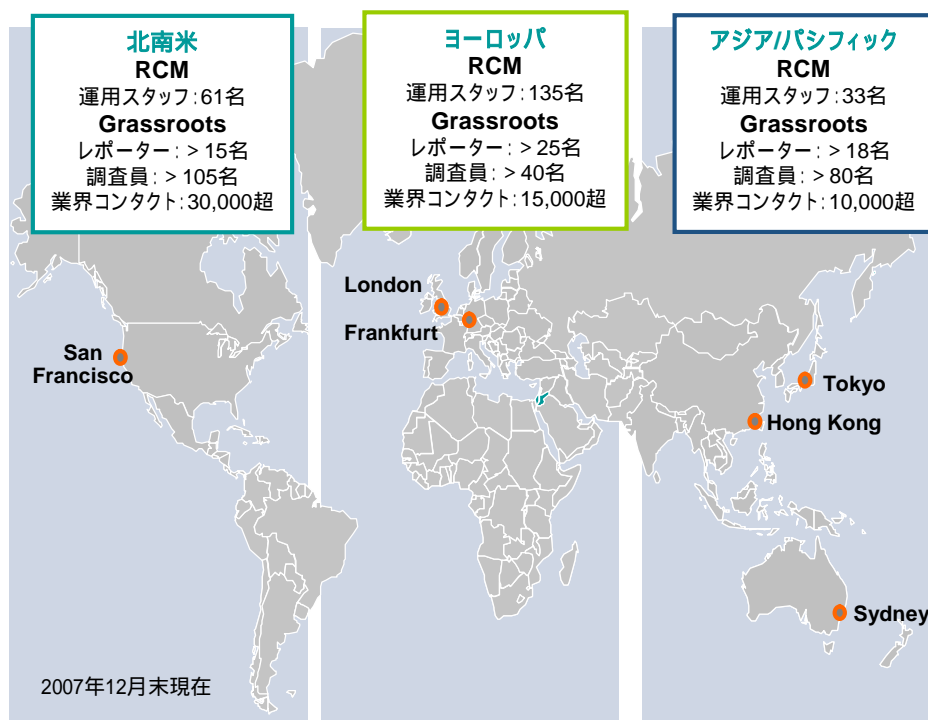 北南米
RCM
運用スタッフ:61名
Grassroots
レポーター: > 15名
調査員: > 105名
業界コンタクト:30,000超
ヨーロッパ
RCM
運用スタッフ:135名
Grassroots
レポーター: > 25名
調査員: > 40名
業界コンタクト:15,000超
アジア/パシフィック
RCM
運用スタッフ:33名
Grassroots
レポーター: > 18名
調査員: > 80名
業界コンタクト:10,000超
London
Frankfurt
San
Francisco
Tokyo
Hong Kong
Sydney
2007年12月末現在